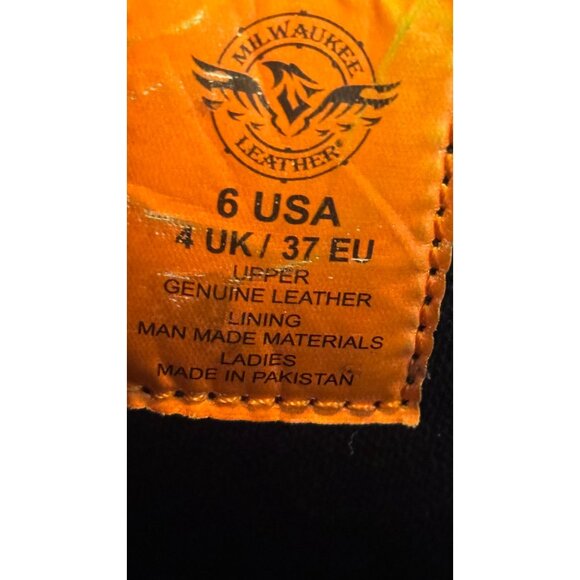 MILWAUKEE
LEATHER®
6 USA
4 UK / 37 EU
UPPER
GENUINE LEATHER
LINING
MAN MADE MATERIALS
LADIES
MADE IN PAKISTAN